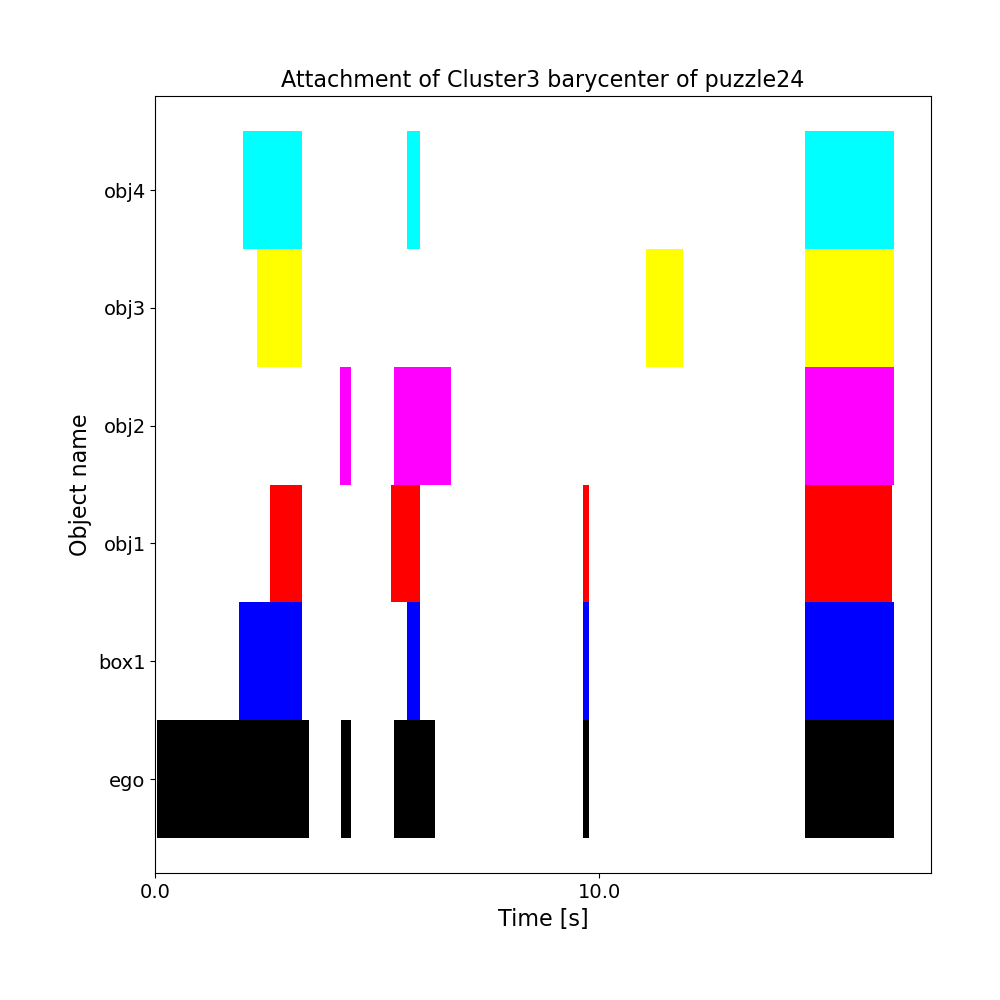 Attachment of Cluster3 barycenter of puzzle24
obj4
obj3
obj2
obj1
box1
ego
Object name
0.0
10.0
Time [s]